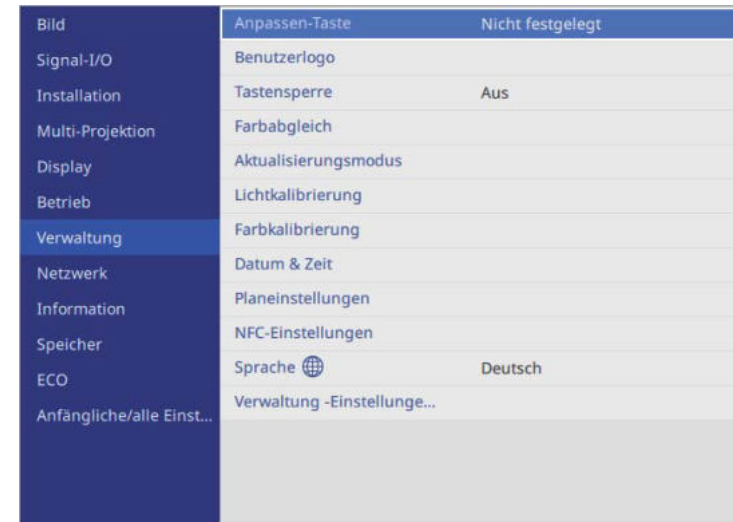 Bild
Signal-I/O
Installation
Multi-Projektion
Display
Betrieb
Verwaltung
Netzwerk
Information
Speicher
ECO
Anfängliche/alle Einst...
Anpassen-Taste Nicht festgelegt
Benutzerlogo
Tastensperre Aus
Farbabgleich
Aktualisierungsmodus
Lichtkalibrierung
Farbkalibrierung
Datum & Zeit
Planeinstellungen
NFC-Einstellungen
Sprache Deutsch
Verwaltung -Einstellunge...